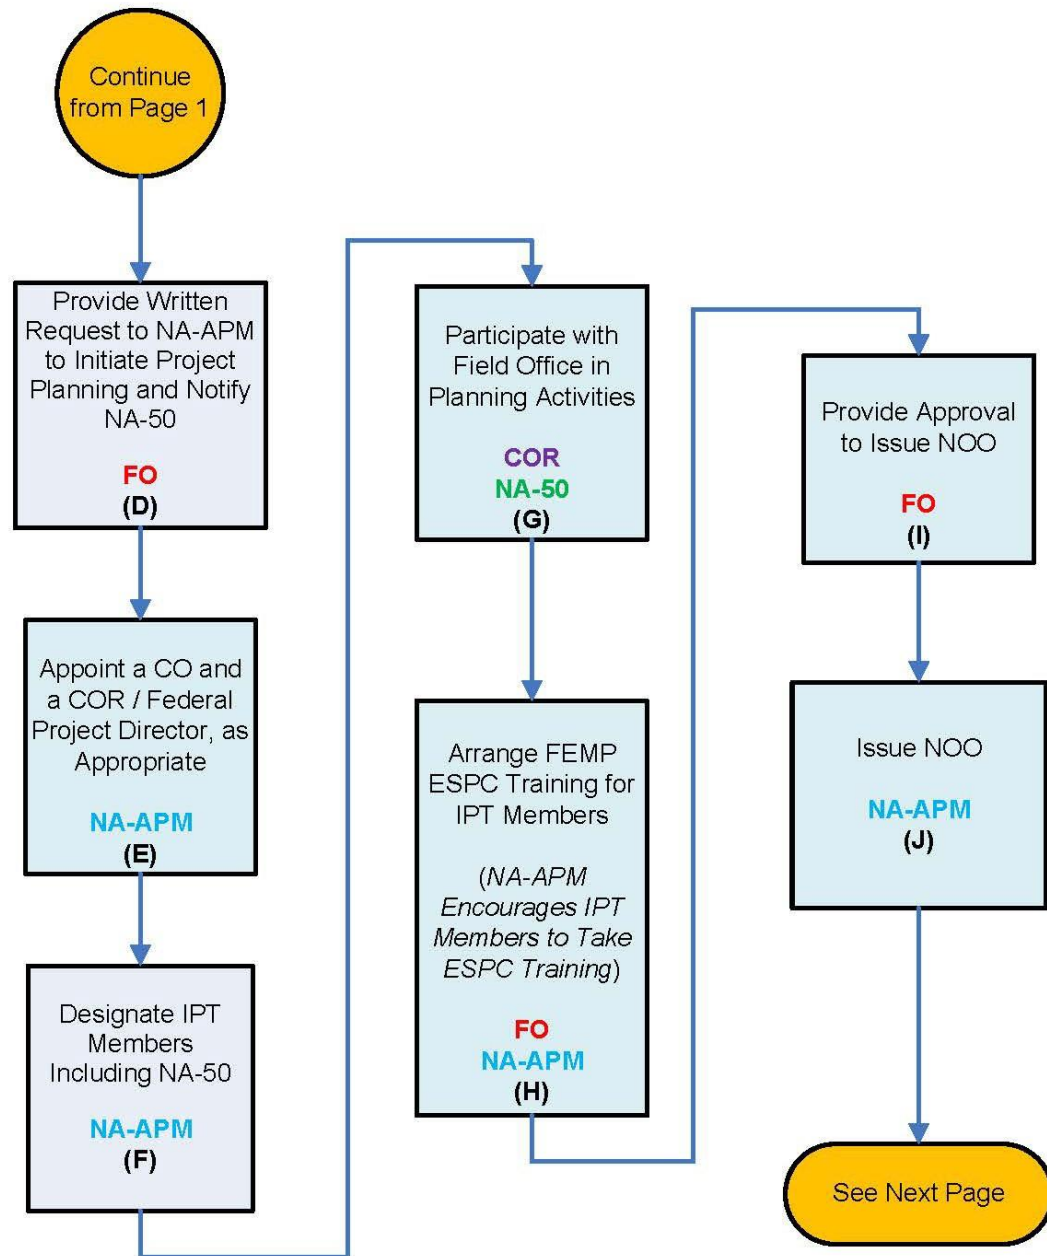 Continue
from Page 1
Provide Written
Request to NA-APM
to Initiate Project
Planning and Notify
NA-50
FO
(D)
Appoint a CO and
a COR / Federal
Project Director, as
Appropriate
NA-APM
(E)
Designate IPT
Members
Including NA-50
NA-APM
(F)
Participate with
Field Office in
Planning Activities
COR
NA-50
(G)
Arrange FEMP
ESPC Training for
IPT Members
(NA-APM
Encourages IPT
Members to Take
ESPC Training)
FO
NA-APM
(H)
Provide Approval
to Issue NOO
FO
(I)
Issue NOO
NA-APM
(J)
See Next Page